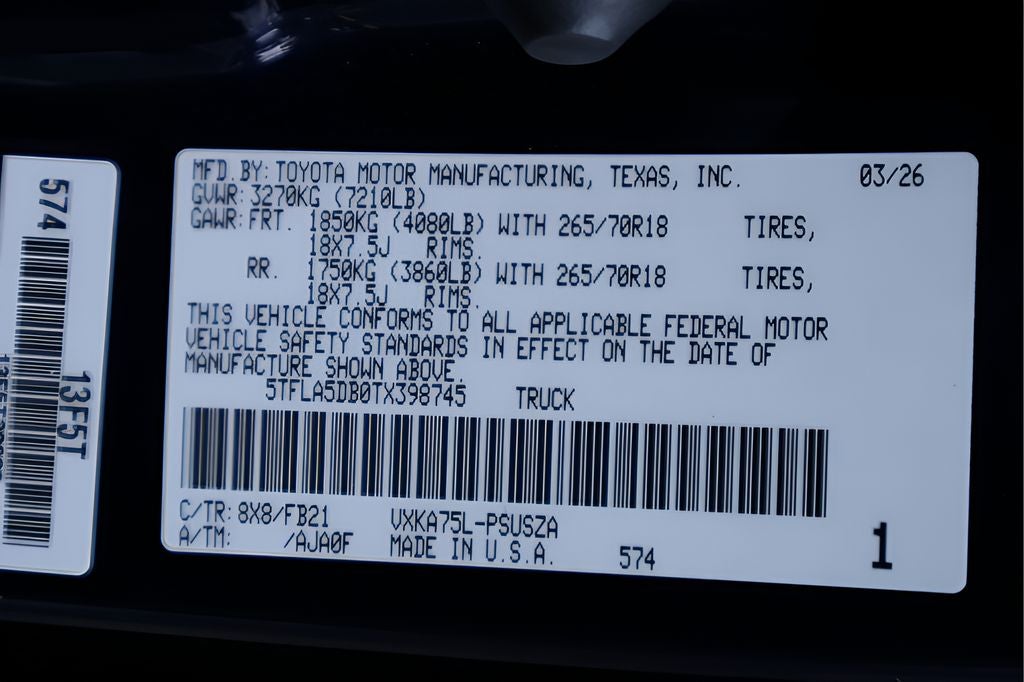 574
13F5T
MFD.BY: TOYOTA MOTOR MANUFACTURING, TEXAS, INC. 03/26
GVWR: 3270KG (7210LB)
GAWR: FRT. 1850KG (4080LB) WITH 265/70R18 TIRES,
18X7.5J RIMS.
RR. 1750KG (3860LB) WITH 265/70R18 TIRES,
18X7.5J RIMS.
THIS VEHICLE CONFORMS TO ALL APPLICABLE FEDERAL MOTOR
VEHICLE SAFETY STANDARDS IN EFFECT ON THE DATE OF
MANUFACTURE SHOWN ABOVE.
5TFLA5DB0TX398745 TRUCK
C/TR: 8X8/FB21 VXKA75L-PSUSZA
A/TM: /AJA0F MADE IN U.S.A. 574 1